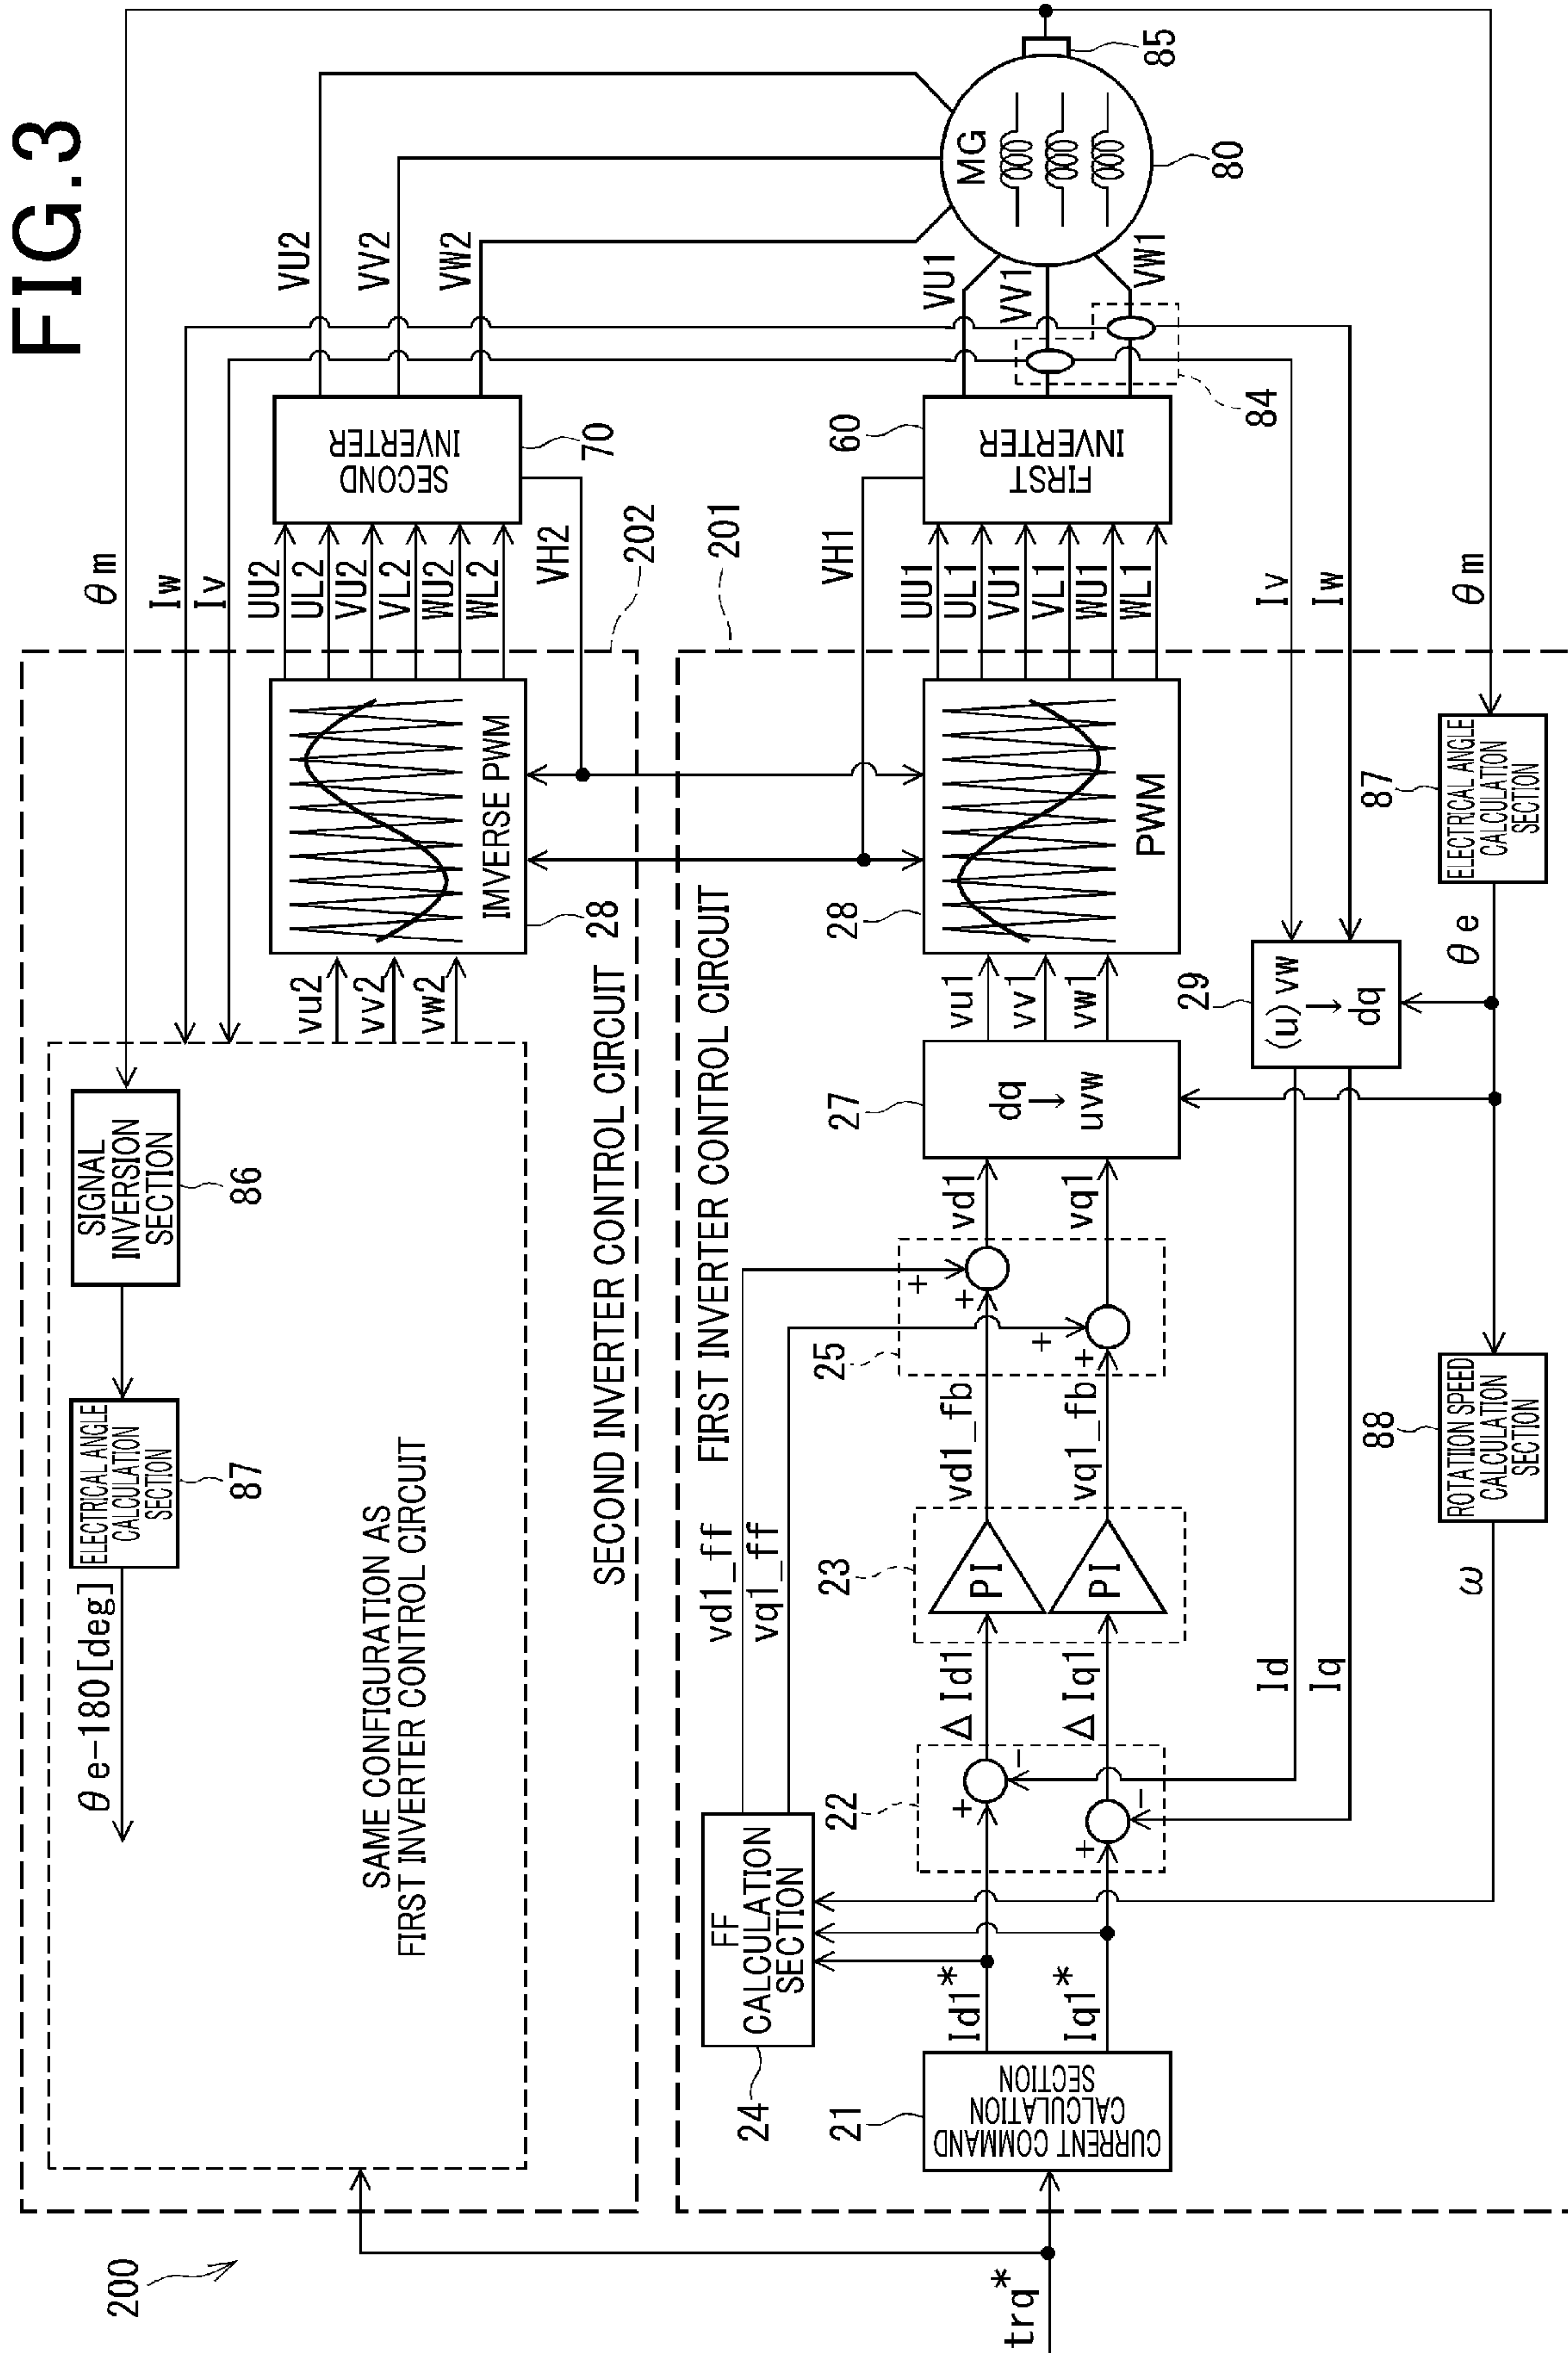 FIG.3
200
trq*
θm
Iw
Iv
SIGNAL
INVERSION
SECTION
86
ELECTRICAL ANGLE
CALCULATION
SECTION
87
θe-180[deg]
SAME CONFIGURATION AS
FIRST INVERTER CONTROL CIRCUIT
vu2
vv2
vw2
IMVERSE PWM
28
SECOND INVERTER CONTROL CIRCUIT
UU2
UL2
VU2
VL2
WU2
WL2
SECOND
INVERTER
70
VH2
202
VU2
VV2
VW2
201
FIRST INVERTER CONTROL CIRCUIT
FF
CALCULATION
SECTION
24
vd1_ff
vq1_ff
21
CURRENT COMMAND
CALCULATION
SECTION
Id1*
Iq1*
22
+
-
+
-
ΔId1
ΔIq1
23
PI
PI
vd1_fb
vq1_fb
25
+
+
+
+
vd1
vq1
27
dq
↓
uvw
vu1
vv1
vw1
28
PWM
VH1
UU1
UL1
VU1
VL1
WU1
WL1
60
FIRST
INVERTER
VU1
VV1
VW1
84
MG
80
85
Id
Iq
29
(u)vw
↓
dq
Iv
Iw
ω
88
ROTATIION SPEED
CALCULATION
SECTION
θe
87
ELECTRICAL ANGLE
CALCULATION
SECTION
θm